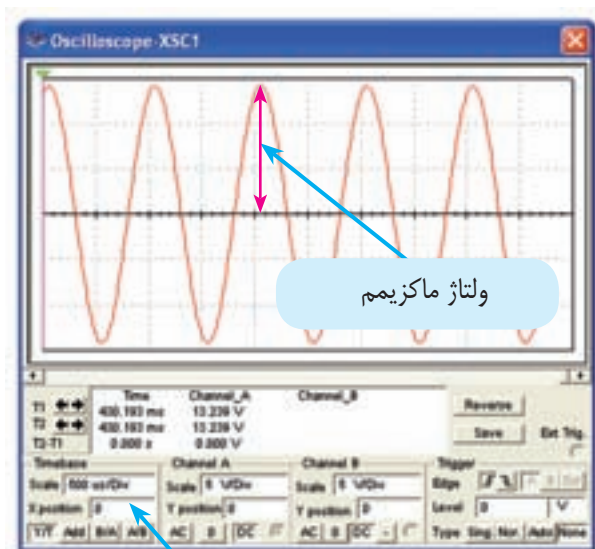 Oscilloscope-XSC1
ولتاژ ماکزیمم
Time Channel_A Channel_B
T1 400.193 ms 13.239 V
T2 400.193 ms 13.239 V
T2-T1 0.000 s 0.000 V
Reverse
Save
Ext Trig.
Timebase
Scale 500 us/Div
X position 0
Y/T Add B/A A/B
Channel A
Scale 5 V/Div
Y position 0
AC 0 DC
Channel B
Scale 5 V/Div
Y position 0
AC 0 DC -
Trigger
Edge
Level 0 V
Type Sing. Nor. Auto None